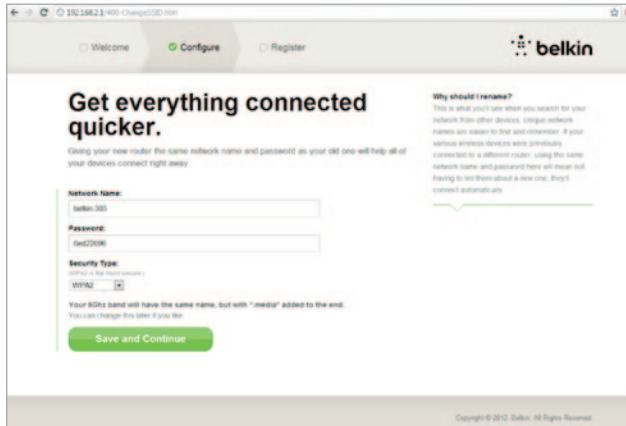 192.168.2.1/400-ChangeSSID.htm
Welcome
Configure
Register
belkin
Get everything connected
quicker.
Giving your new router the same network name and password as your old one will help all of
your devices connect right away.
Network Name:
belkin.385
Password:
Security Type:
(WPA2 is the most secure.)
WPA2
Your 5Ghz band will have the same name, but with ".media" added to the end.
You can change this later if you like.
Save and Continue
Why should I rename?
This is what you'll see when you search for your
network from other devices. Unique network
names are easier to find and remember. If your
various wireless devices were previously
connected to a different router, using the same
network name and password here will mean not
having to tell them about a new one, they'll
connect automatically.
Copyright © 2012. Belkin. All Rights Reserved.